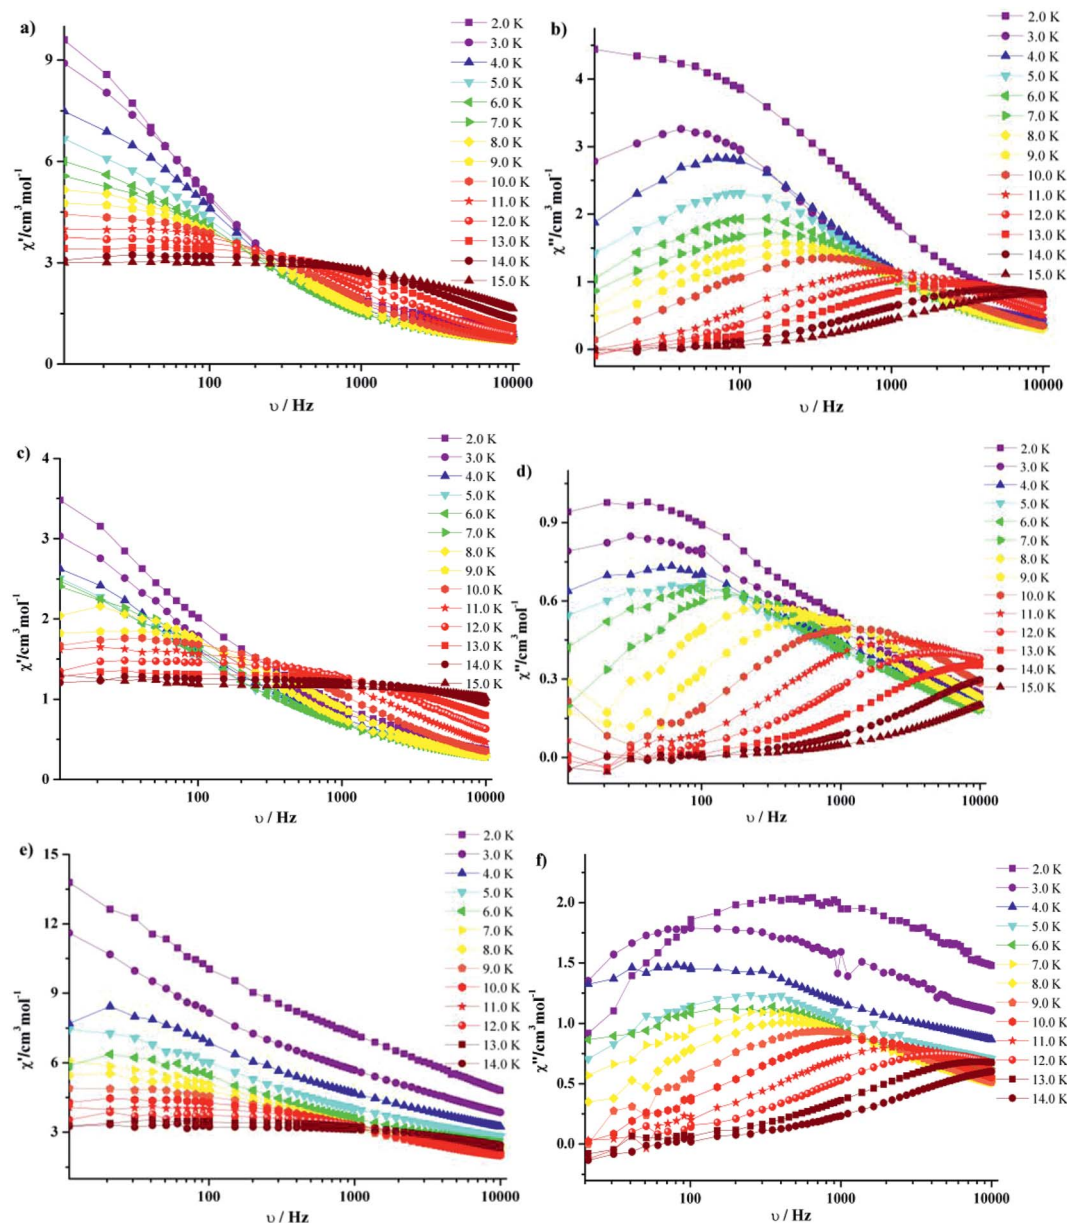 a)
χ'/cm³ mol⁻¹
9
6
3
0
100
1000
10000
υ / Hz
2.0 K
3.0 K
4.0 K
5.0 K
6.0 K
7.0 K
8.0 K
9.0 K
10.0 K
11.0 K
12.0 K
13.0 K
14.0 K
15.0 K
b)
χ''/cm³ mol⁻¹
4
3
2
1
0
100
1000
10000
υ / Hz
2.0 K
3.0 K
4.0 K
5.0 K
6.0 K
7.0 K
8.0 K
9.0 K
10.0 K
11.0 K
12.0 K
13.0 K
14.0 K
15.0 K
c)
χ'/cm³ mol⁻¹
4
3
2
1
0
100
1000
10000
υ / Hz
2.0 K
3.0 K
4.0 K
5.0 K
6.0 K
7.0 K
8.0 K
9.0 K
10.0 K
11.0 K
12.0 K
13.0 K
14.0 K
15.0 K
d)
χ''/cm³ mol⁻¹
0.9
0.6
0.3
0.0
100
1000
10000
υ / Hz
2.0 K
3.0 K
4.0 K
5.0 K
6.0 K
7.0 K
8.0 K
9.0 K
10.0 K
11.0 K
12.0 K
13.0 K
14.0 K
15.0 K
e)
χ'/cm³ mol⁻¹
15
12
9
6
3
100
1000
10000
υ / Hz
2.0 K
3.0 K
4.0 K
5.0 K
6.0 K
7.0 K
8.0 K
9.0 K
10.0 K
11.0 K
12.0 K
13.0 K
14.0 K
f)
χ''/cm³ mol⁻¹
2.0
1.5
1.0
0.5
0.0
100
1000
10000
υ / Hz
2.0 K
3.0 K
4.0 K
5.0 K
6.0 K
7.0 K
8.0 K
9.0 K
10.0 K
11.0 K
12.0 K
13.0 K
14.0 K